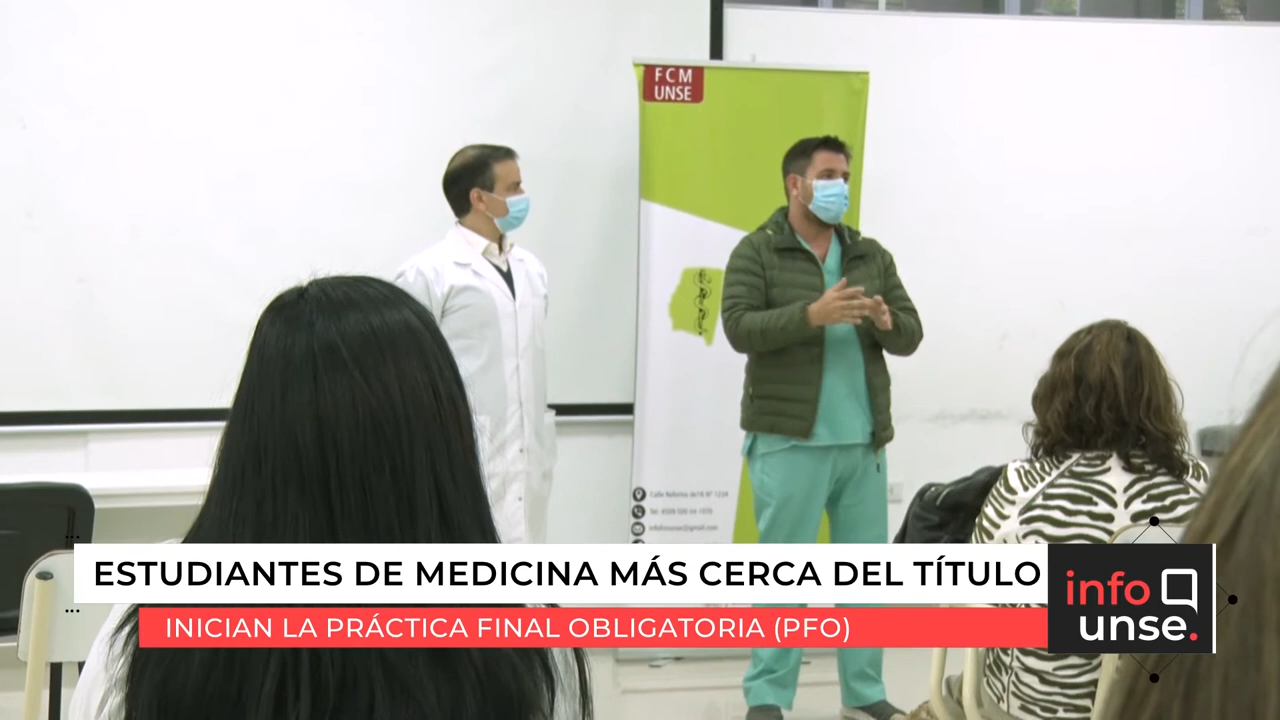 FCM
UNSE
ESTUDIANTES DE MEDICINA MÁS CERCA DEL TÍTULO
INICIAN LA PRÁCTICA FINAL OBLIGATORIA (PFO)
info
unse.